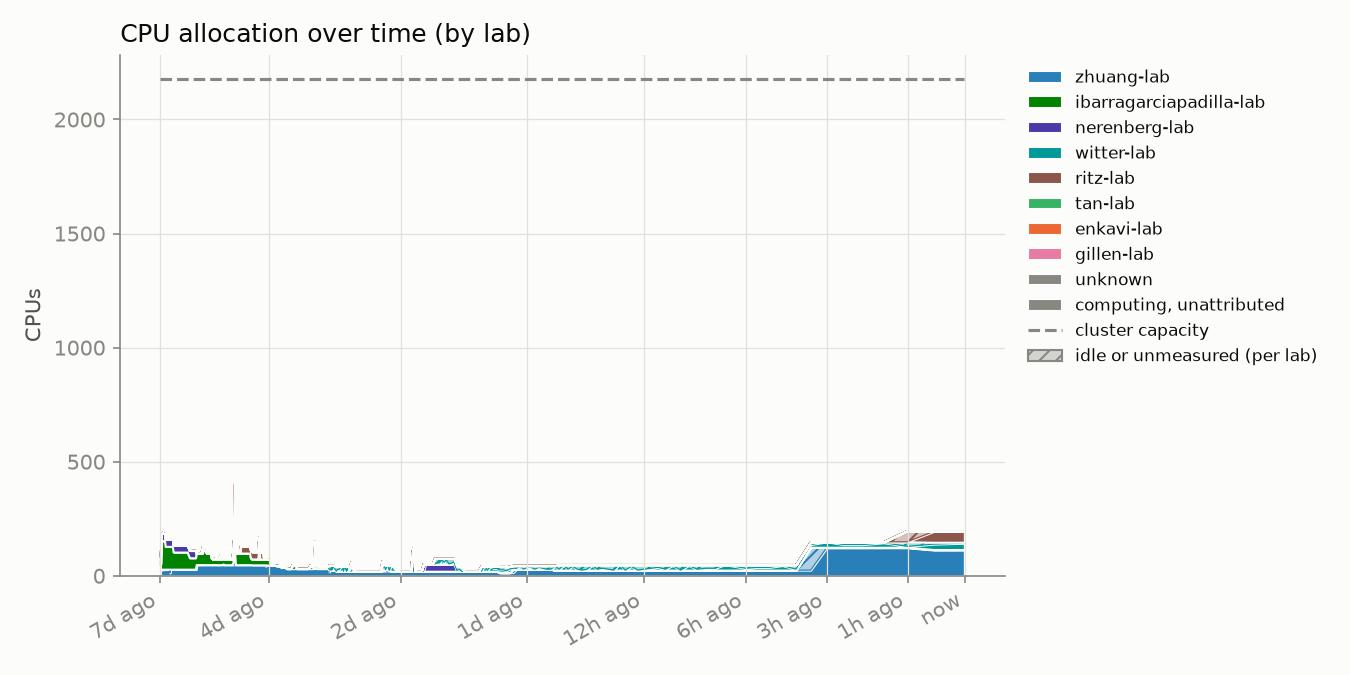 CPU allocation over time (by lab)
CPUs
2000
1500
1000
500
0
7d ago
4d ago
2d ago
1d ago
12h ago
6h ago
3h ago
1h ago
now
zhuang-lab
ibarragarciapadilla-lab
nerenberg-lab
witter-lab
ritz-lab
tan-lab
enkavi-lab
gillen-lab
unknown
computing, unattributed
cluster capacity
idle or unmeasured (per lab)